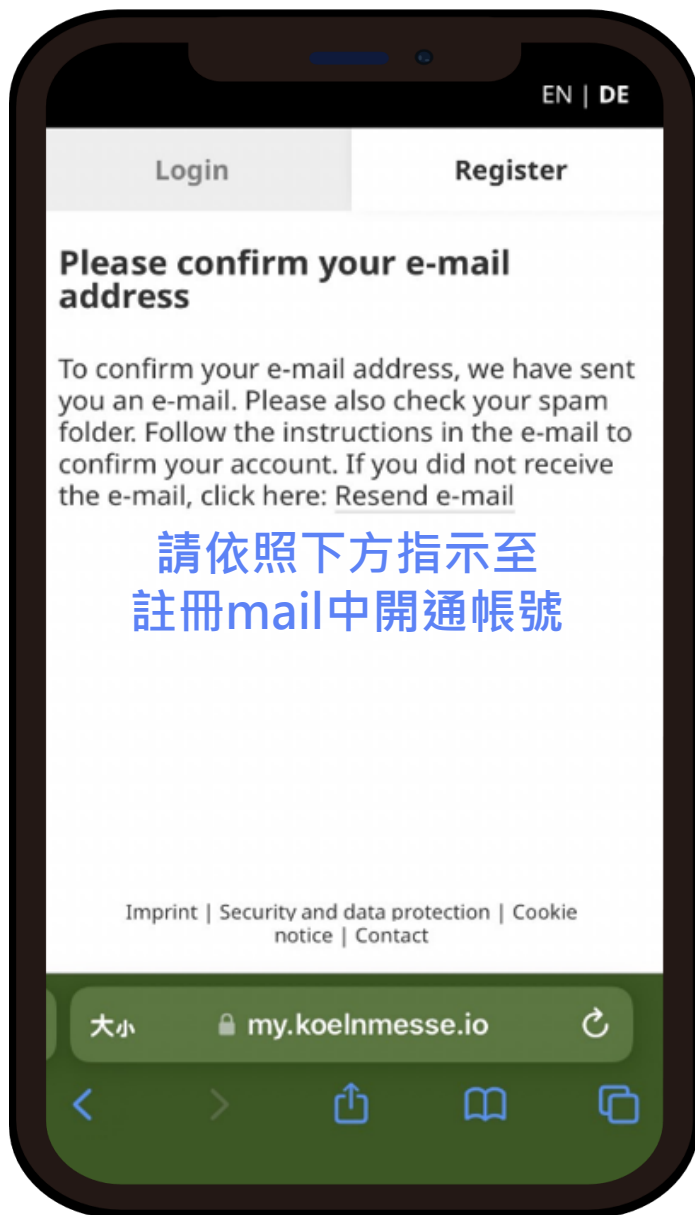 EN | DE
Login Register
Please confirm your e-mail
address
To confirm your e-mail address, we have sent
you an e-mail. Please also check your spam
folder. Follow the instructions in the e-mail to
confirm your account. If you did not receive
the e-mail, click here: Resend e-mail
請依照下方指示至
註冊mail中開通帳號
Imprint | Security and data protection | Cookie
notice | Contact
大小 my.koelnmesse.io